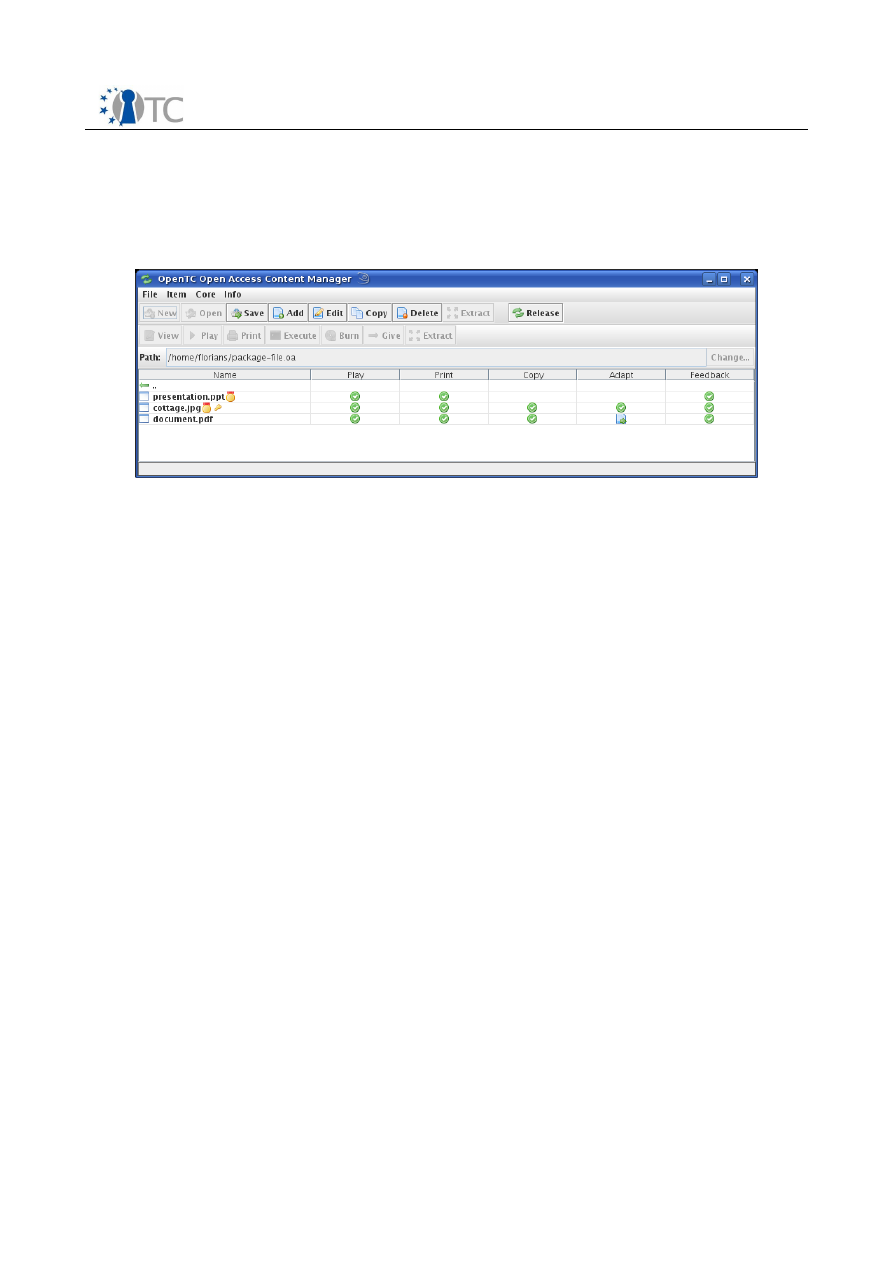 TC
OpenTC Open Access Content Manager
File Item Core Info
New Open Save Add Edit Copy Delete Extract Release
View Play Print Execute Burn Give Extract
Path: /home/florians/package-file.oa Change...
Name Play Print Copy Adapt Feedback
..
presentation.ppt
cottage.jpg
document.pdf